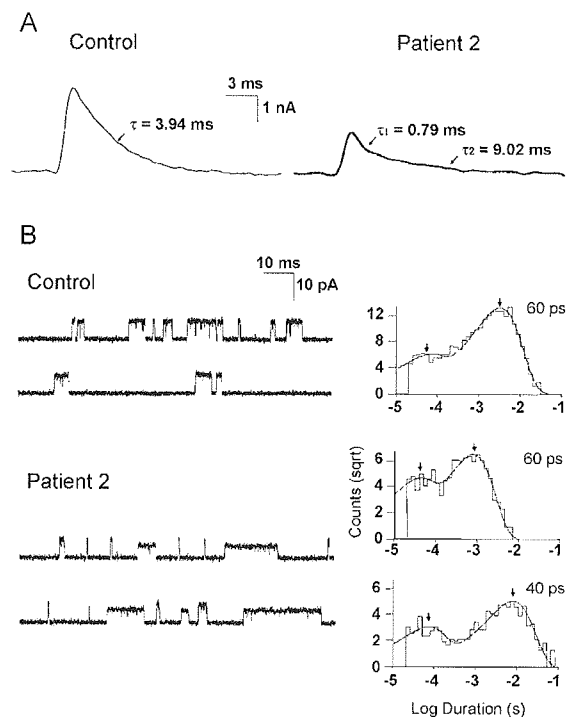 A
Control
Patient 2
3 ms
1 nA
τ = 3.94 ms
τ1 = 0.79 ms
τ2 = 9.02 ms
B
Control
10 ms
10 pA
60 ps
12
8
4
0
-5 -4 -3 -2 -1
Patient 2
60 ps
6
4
2
0
-5 -4 -3 -2 -1
Counts (sqrt)
40 ps
6
4
2
0
-5 -4 -3 -2 -1
Log Duration (s)